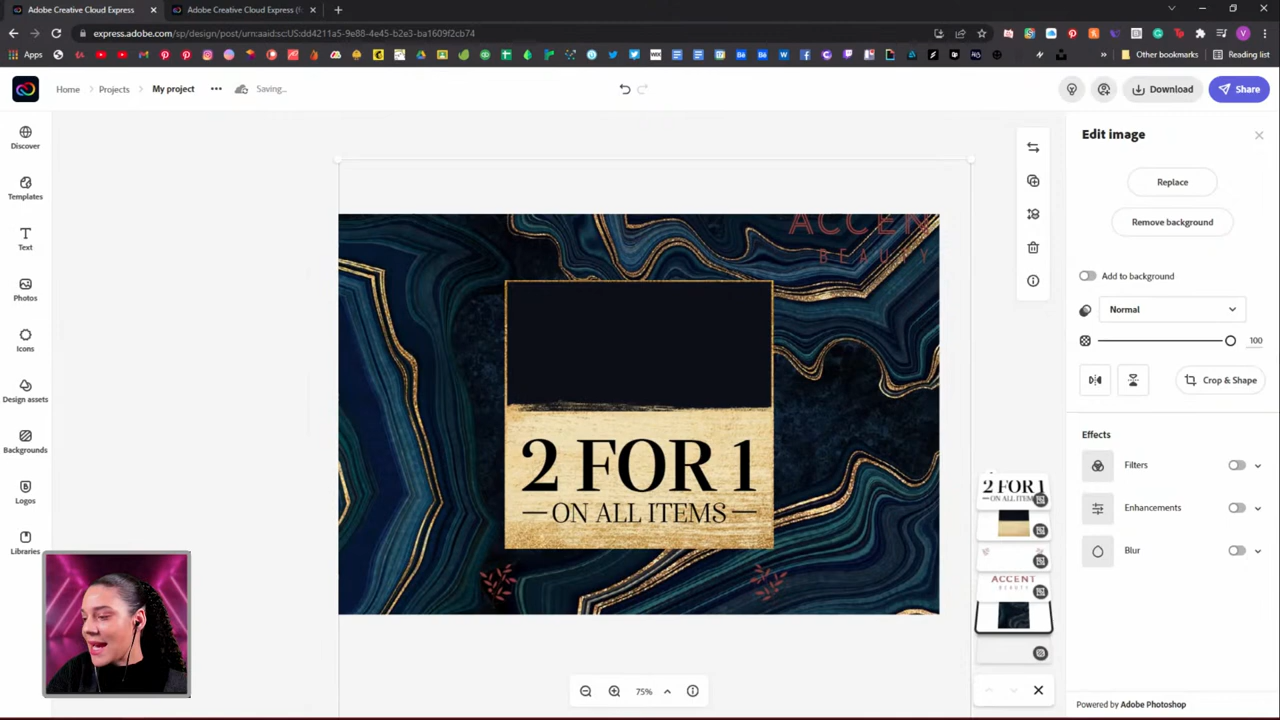 Adobe Creative Cloud Express
Adobe Creative Cloud Express (
express.adobe.com/sp/design/post/urn:aaid:sc:US:dd4211a5-9e88-4e45-b2e3-ba1609f2cb74
Apps
Other bookmarks
Reading list
Home
Projects
My project
Saving...
Download
Share
Discover
Templates
Text
Photos
Icons
Design assets
Backgrounds
Logos
Libraries
ACCENT
BEAUTY
2 FOR 1
ON ALL ITEMS
2 FOR 1
ON ALL ITEMS
ACCENT
BEAUTY
75%
Edit image
Replace
Remove background
Add to background
Normal
100
Crop & Shape
Effects
Filters
Enhancements
Blur
Powered by Adobe Photoshop